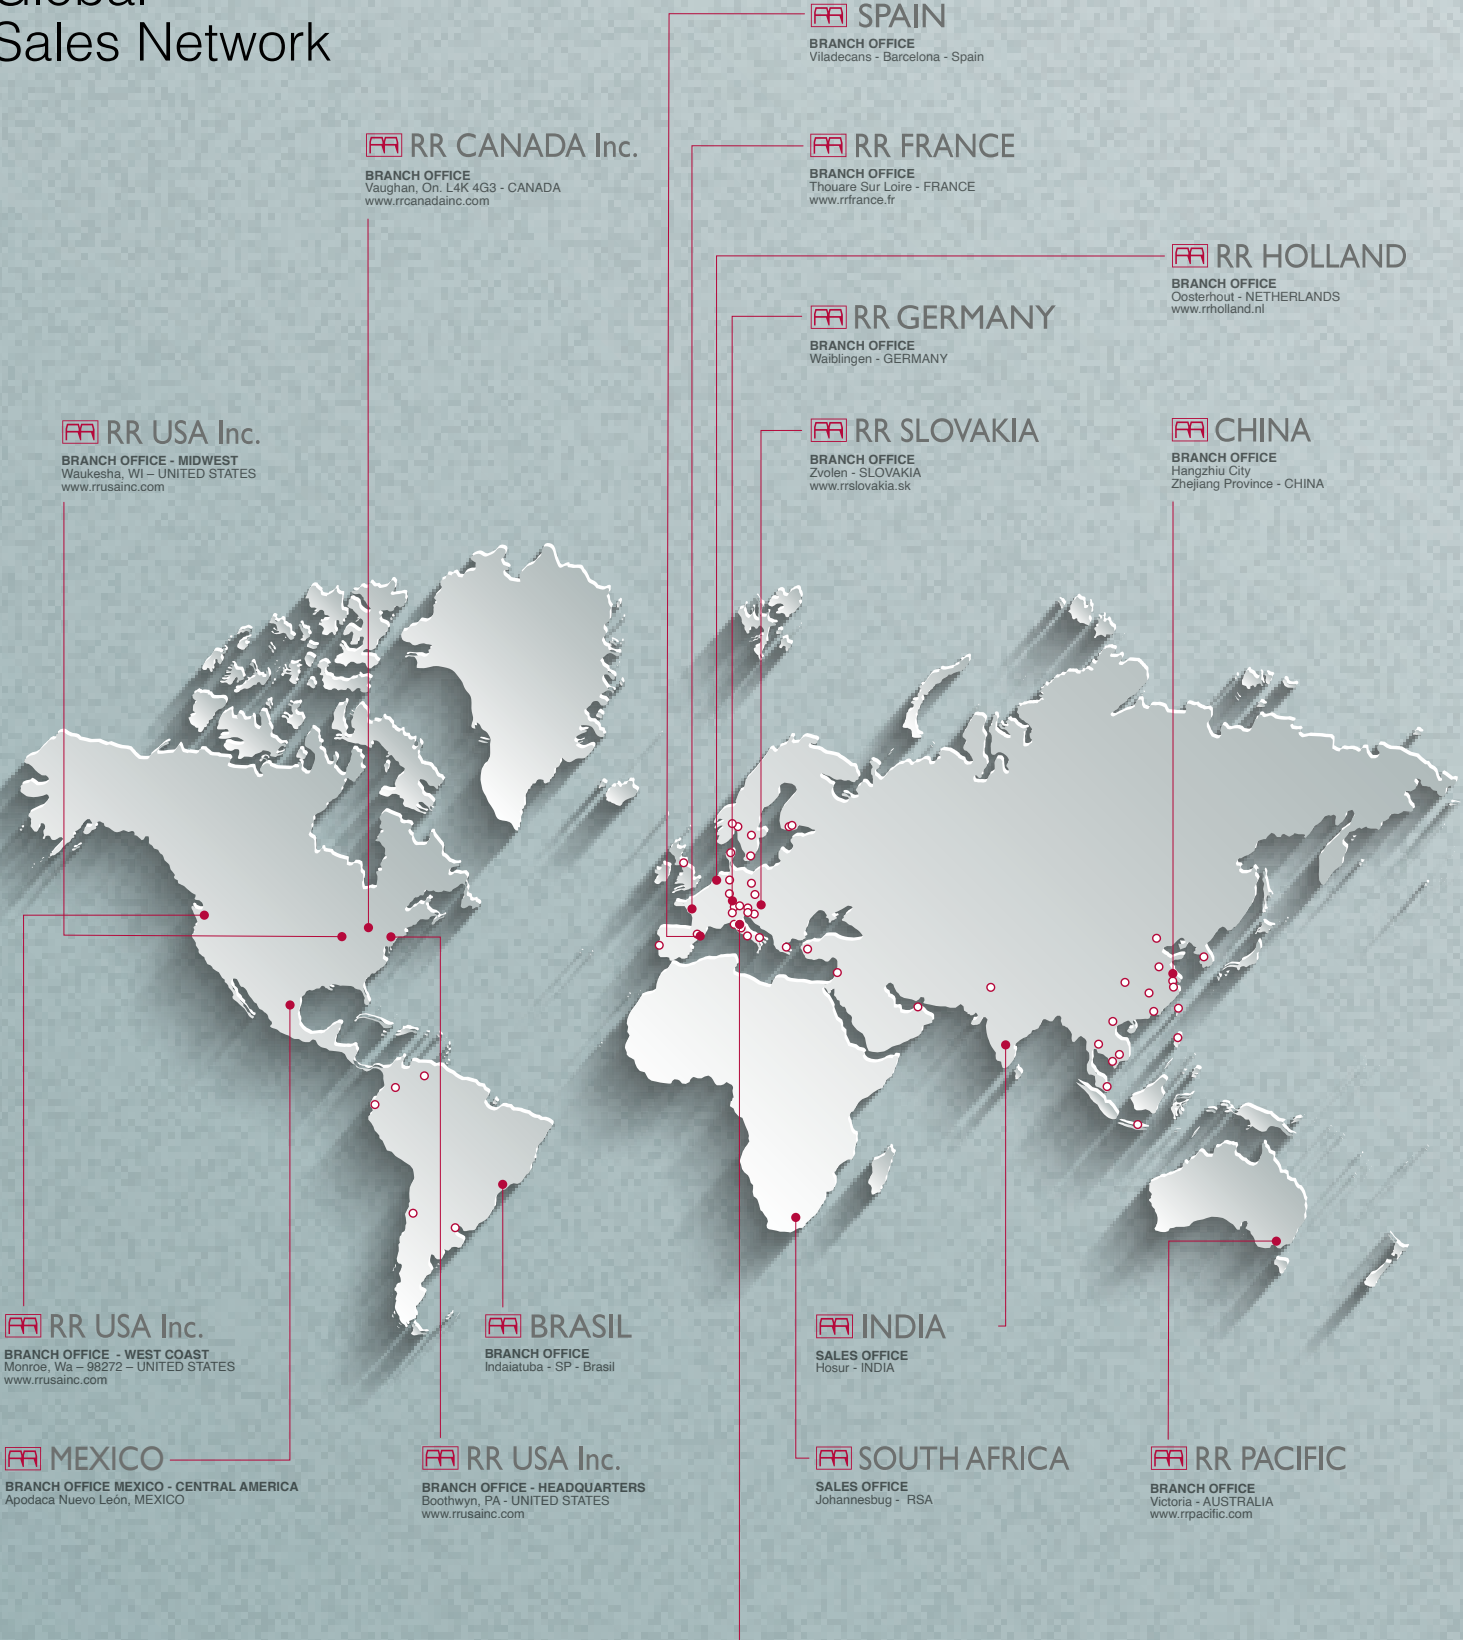 Global
Sales Network
SPAIN
BRANCH OFFICE
Viladecans - Barcelona - Spain
RR CANADA Inc.
BRANCH OFFICE
Vaughan, On. L4K 4G3 - CANADA
www.rrcanadainc.com
RR FRANCE
BRANCH OFFICE
Thouare Sur Loire - FRANCE
www.rrfrance.fr
RR HOLLAND
BRANCH OFFICE
Oosterhout - NETHERLANDS
www.rrholland.nl
RR GERMANY
BRANCH OFFICE
Waiblingen - GERMANY
RR USA Inc.
BRANCH OFFICE - MIDWEST
Waukesha, WI – UNITED STATES
www.rrusainc.com
RR SLOVAKIA
BRANCH OFFICE
Zvolen - SLOVAKIA
www.rrslovakia.sk
CHINA
BRANCH OFFICE
Hangzhiu City
Zhejiang Province - CHINA
RR USA Inc.
BRANCH OFFICE - WEST COAST
Monroe, Wa – 98272 – UNITED STATES
www.rrusainc.com
BRASIL
BRANCH OFFICE
Indaiatuba - SP - Brasil
INDIA
SALES OFFICE
Hosur - INDIA
MEXICO
BRANCH OFFICE MEXICO - CENTRAL AMERICA
Apodaca Nuevo León, MEXICO
RR USA Inc.
BRANCH OFFICE - HEADQUARTERS
Boothwyn, PA - UNITED STATES
www.rrusainc.com
SOUTH AFRICA
SALES OFFICE
Johannesbug - RSA
RR PACIFIC
BRANCH OFFICE
Victoria - AUSTRALIA
www.rrpacific.com